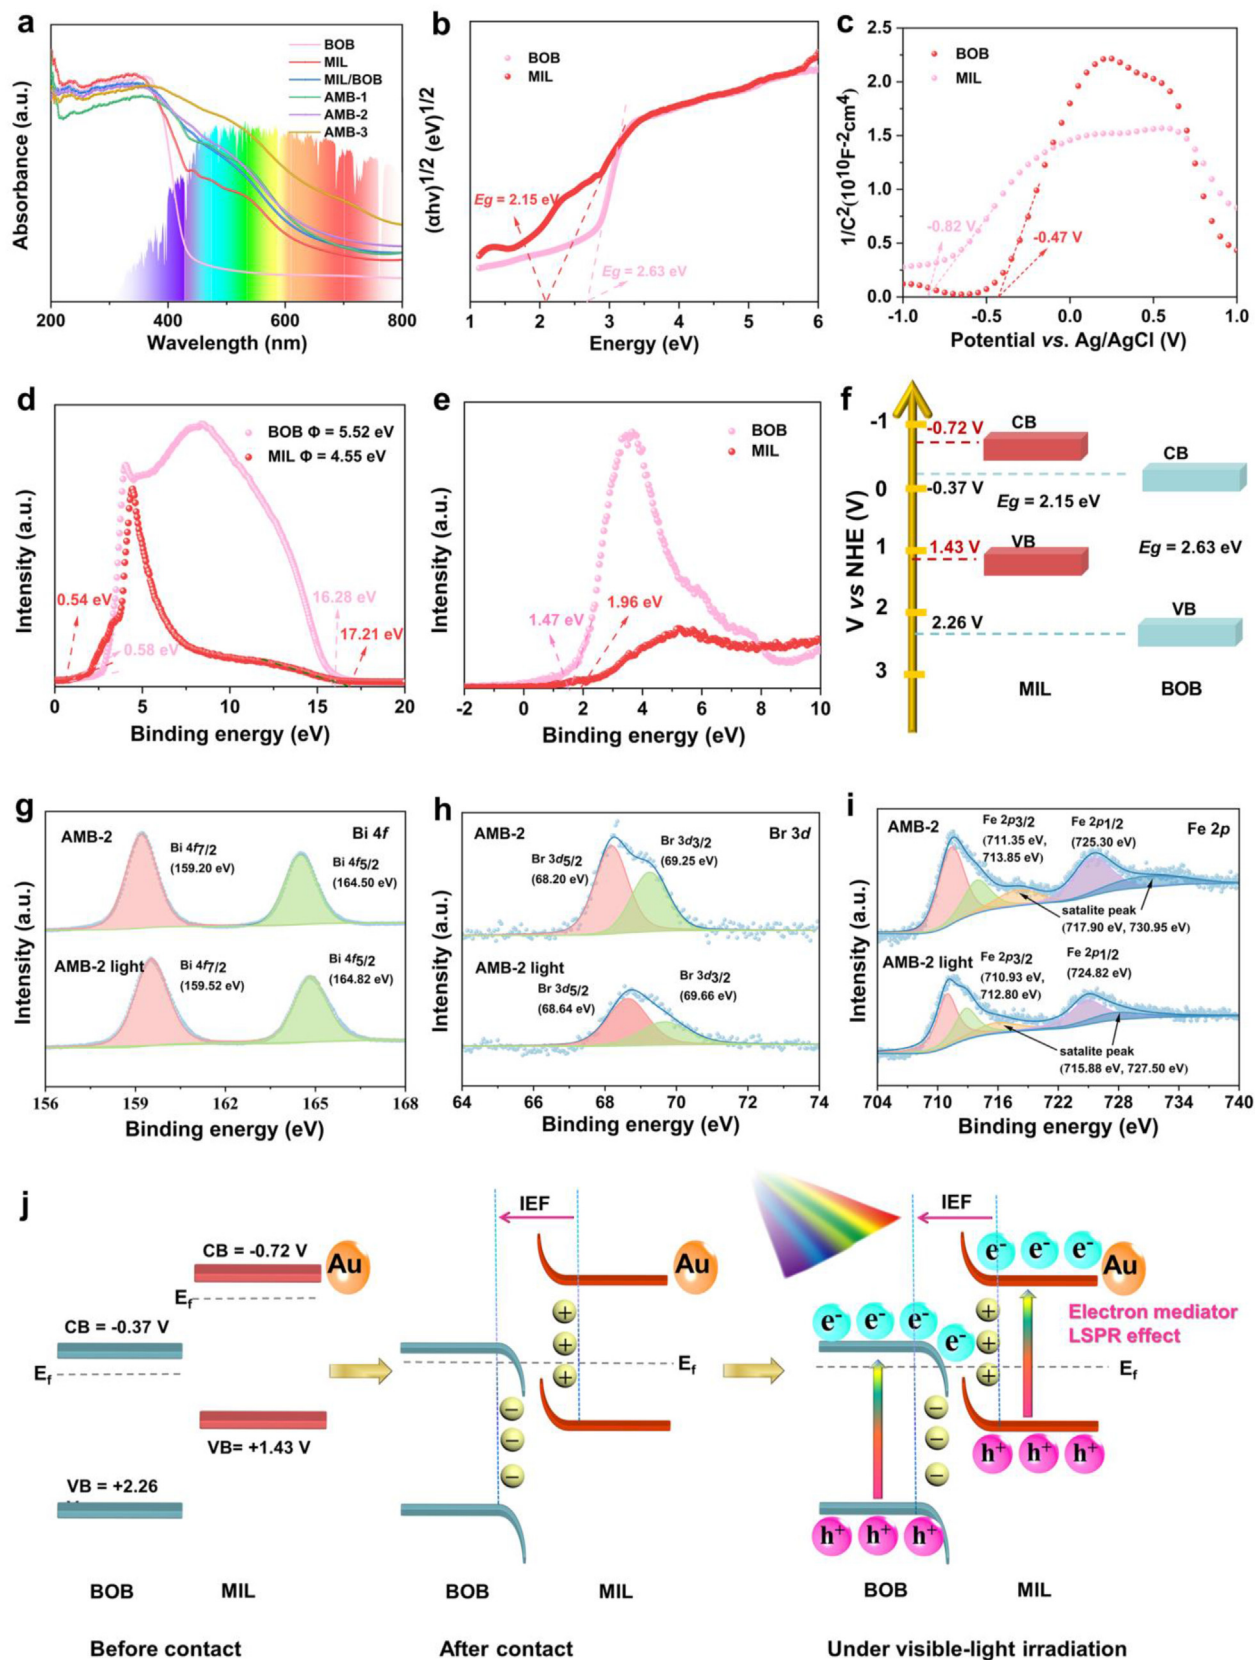 a
BOB
MIL
MIL/BOB
AMB-1
AMB-2
AMB-3
Absorbance (a.u.)
200
400
600
800
Wavelength (nm)
b
BOB
MIL
(αhν)1/2 (eV)1/2
Eg = 2.15 eV
Eg = 2.63 eV
1
2
3
4
5
6
Energy (eV)
c
BOB
MIL
1/C2(1010F-2cm4)
2.5
2.0
1.5
1.0
0.5
0.0
-0.82 V
-0.47 V
-1.0
-0.5
0.0
0.5
1.0
Potential vs. Ag/AgCl (V)
d
BOB Φ = 5.52 eV
MIL Φ = 4.55 eV
Intensity (a.u.)
0.54 eV
0.58 eV
16.28 eV
17.21 eV
0
5
10
15
20
Binding energy (eV)
e
BOB
MIL
Intensity (a.u.)
1.47 eV
1.96 eV
-2
0
2
4
6
8
10
Binding energy (eV)
f
V vs NHE (V)
-1
0
1
2
3
-0.72 V
-0.37 V
1.43 V
2.26 V
CB
CB
Eg = 2.15 eV
VB
Eg = 2.63 eV
VB
MIL
BOB
g
AMB-2
Bi 4f
Bi 4f7/2
(159.20 eV)
Bi 4f5/2
(164.50 eV)
AMB-2 light
Bi 4f7/2
(159.52 eV)
Bi 4f5/2
(164.82 eV)
Intensity (a.u.)
156
159
162
165
168
Binding energy (eV)
h
AMB-2
Br 3d
Br 3d5/2
(68.20 eV)
Br 3d3/2
(69.25 eV)
AMB-2 light
Br 3d5/2
(68.64 eV)
Br 3d3/2
(69.66 eV)
Intensity (a.u.)
64
66
68
70
72
74
Binding energy (eV)
i
AMB-2
Fe 2p
Fe 2p3/2
(711.35 eV,
713.85 eV)
Fe 2p1/2
(725.30 eV)
satalite peak
(717.90 eV, 730.95 eV)
AMB-2 light
Fe 2p3/2
(710.93 eV,
712.80 eV)
Fe 2p1/2
(724.82 eV)
satalite peak
(715.88 eV, 727.50 eV)
Intensity (a.u.)
704
710
716
722
728
734
740
Binding energy (eV)
j
CB = -0.72 V
Au
Ef
CB = -0.37 V
Ef
VB= +1.43 V
VB = +2.26
BOB
MIL
Before contact
IEF
Au
+
+
+
Ef
−
−
−
BOB
MIL
After contact
IEF
e-
e-
e-
Au
Electron mediator
LSPR effect
e-
e-
e-
e-
+
+
+
Ef
−
−
−
h+
h+
h+
h+
h+
h+
BOB
MIL
Under visible-light irradiation